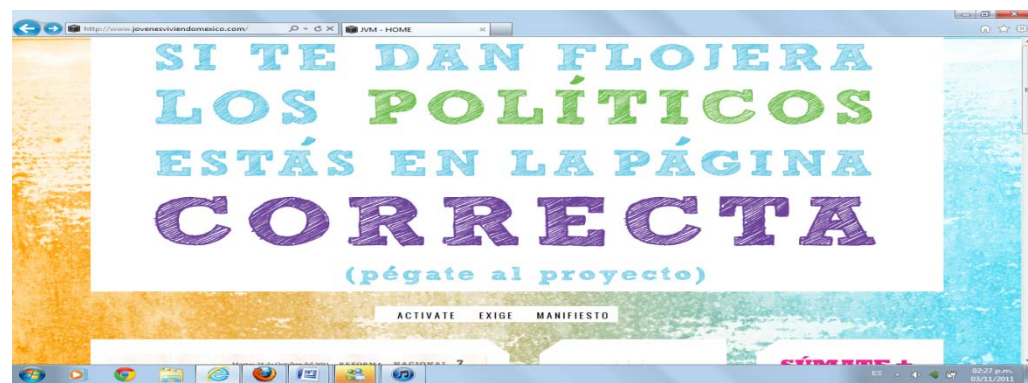 http://www.jovenesviviendomexico.com/
JVM - HOME
SI TE DAN FLOJERA
LOS POLÍTICOS
ESTÁS EN LA PÁGINA
CORRECTA
(pégate al proyecto)
ACTIVATE EXIGE MANIFIESTO
REFORMA NACIONAL 7
SÚMATE +
ES
02:27 p.m.
03/11/2011